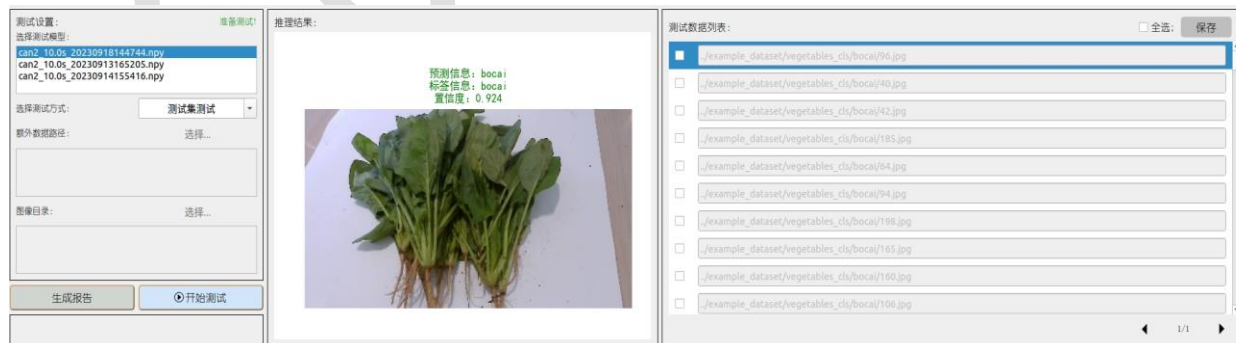 测试设置:
准备测试!
选择测试模型:
can2_10.0s_20230918144744.npy
can2_10.0s_20230913165205.npy
can2_10.0s_20230914155416.npy
选择测试方式:
测试集测试
额外数据路径:
选择...
图像目录:
选择...
生成报告
开始测试
推理结果:
预测信息: bocai
标签信息: bocai
置信度: 0.924
测试数据列表:
全选:
保存
../example_dataset/vegetables_cls/bocai/96.jpg
../example_dataset/vegetables_cls/bocai/40.jpg
../example_dataset/vegetables_cls/bocai/42.jpg
../example_dataset/vegetables_cls/bocai/185.jpg
../example_dataset/vegetables_cls/bocai/64.jpg
../example_dataset/vegetables_cls/bocai/94.jpg
../example_dataset/vegetables_cls/bocai/198.jpg
../example_dataset/vegetables_cls/bocai/165.jpg
../example_dataset/vegetables_cls/bocai/160.jpg
../example_dataset/vegetables_cls/bocai/106.jpg
1/1